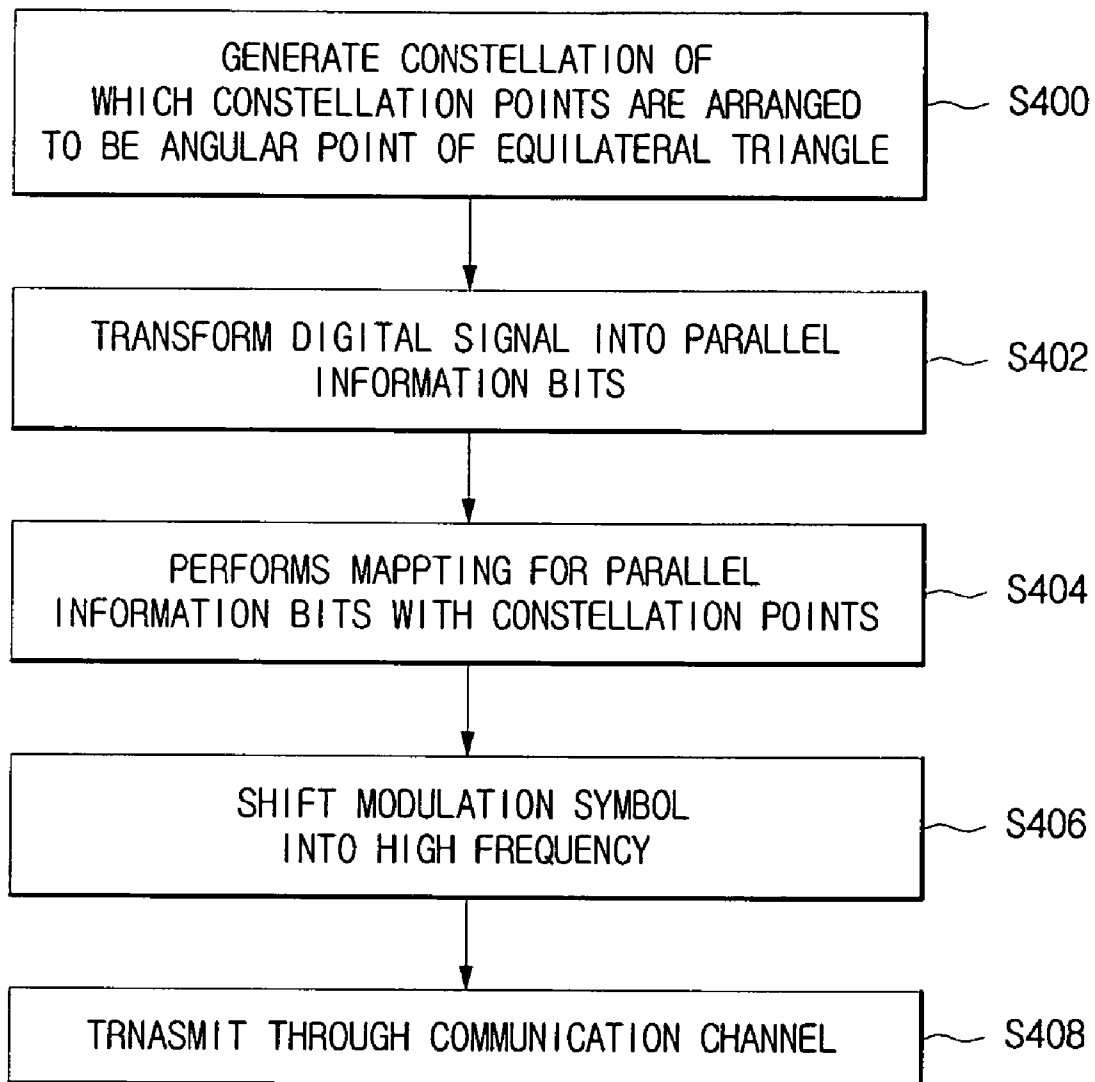 GENERATE CONSTELLATION OF
WHICH CONSTELLATION POINTS ARE ARRANGED
TO BE ANGULAR POINT OF EQUILATERAL TRIANGLE
S400
TRANSFORM DIGITAL SIGNAL INTO PARALLEL
INFORMATION BITS
S402
PERFORMS MAPPTING FOR PARALLEL
INFORMATION BITS WITH CONSTELLATION POINTS
S404
SHIFT MODULATION SYMBOL
INTO HIGH FREQUENCY
S406
TRNASMIT THROUGH COMMUNICATION CHANNEL
S408